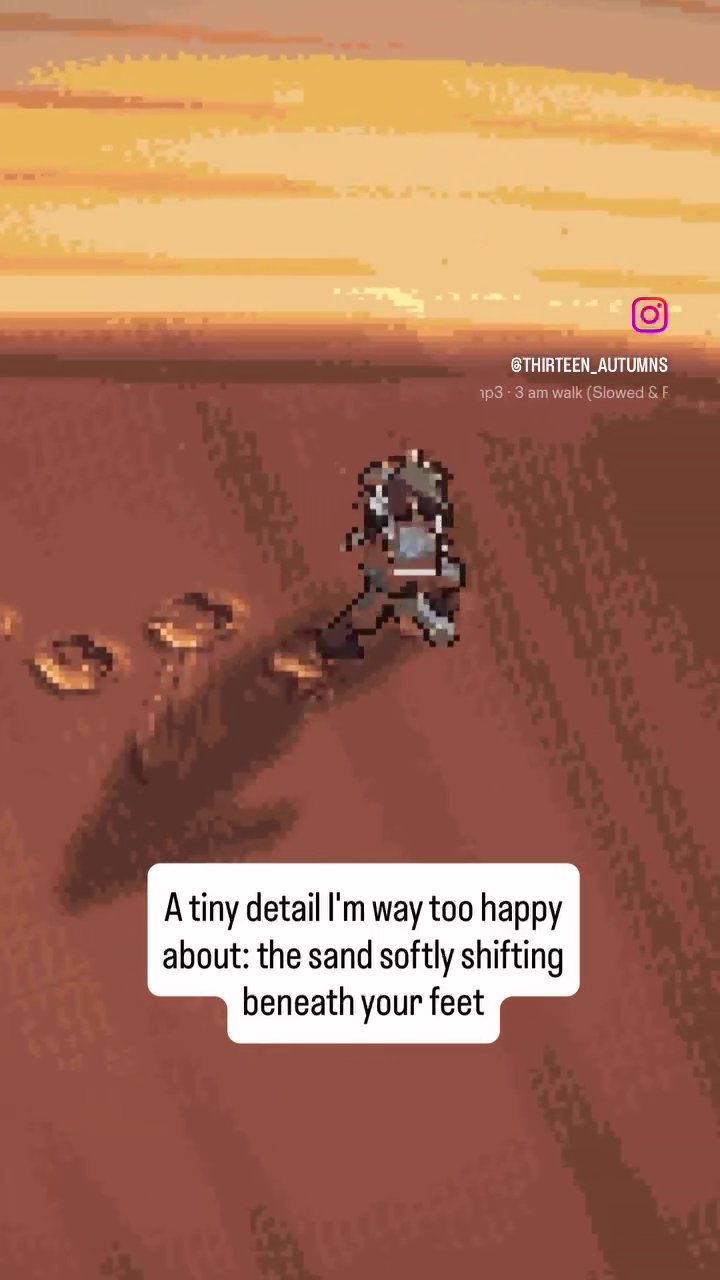 @THIRTEEN_AUTUMNS
3 am walk (Slowed &
A tiny detail I'm way too happy
about: the sand softly shifting
beneath your feet